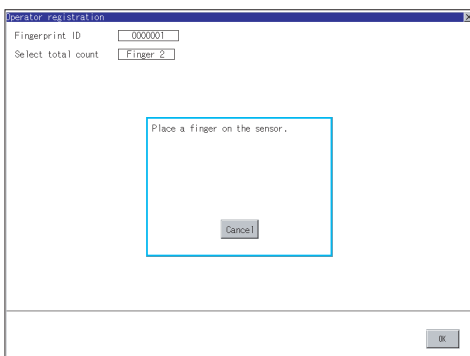 Operator registration
Fingerprint ID 0000001
Select total count Finger 2
Place a finger on the sensor.
Cancel
OK